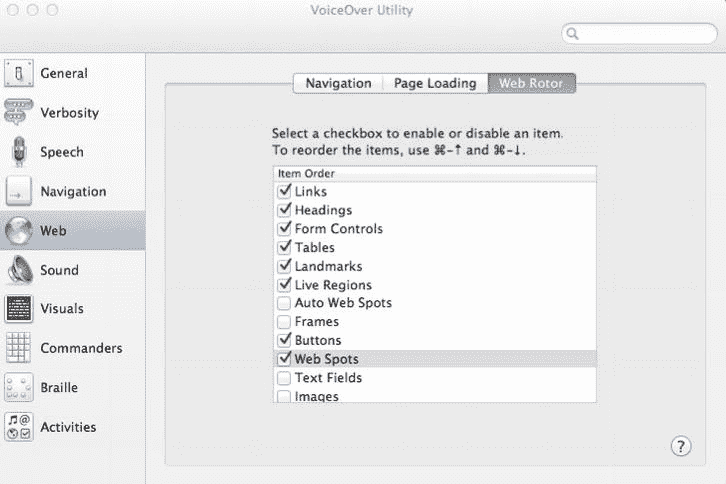 VoiceOver Utility
General
Verbosity
Speech
Navigation
Web
Sound
Visuals
Commanders
Braille
Activities
Navigation Page Loading Web Rotor
Select a checkbox to enable or disable an item.
To reorder the items, use ⌘-↑ and ⌘-↓.
Item Order
Links
Headings
Form Controls
Tables
Landmarks
Live Regions
Auto Web Spots
Frames
Buttons
Web Spots
Text Fields
Images
?